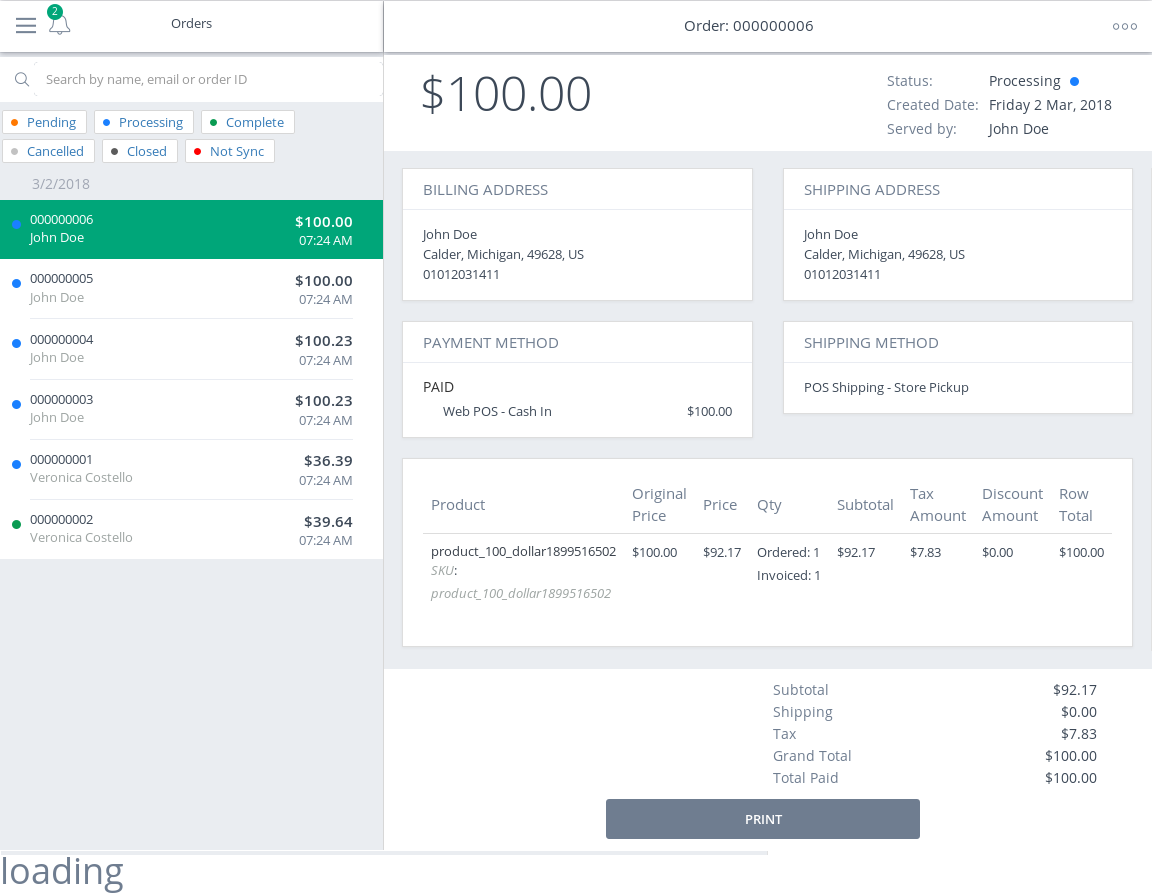 2
Orders
Search by name, email or order ID
Pending
Processing
Complete
Cancelled
Closed
Not Sync
3/2/2018
000000006 $100.00
John Doe 07:24 AM
000000005 $100.00
John Doe 07:24 AM
000000004 $100.23
John Doe 07:24 AM
000000003 $100.23
John Doe 07:24 AM
000000001 $36.39
Veronica Costello 07:24 AM
000000002 $39.64
Veronica Costello 07:24 AM
Order: 000000006
$100.00
Status: Processing
Created Date: Friday 2 Mar, 2018
Served by: John Doe
BILLING ADDRESS
John Doe
Calder, Michigan, 49628, US
01012031411
SHIPPING ADDRESS
John Doe
Calder, Michigan, 49628, US
01012031411
PAYMENT METHOD
PAID
Web POS - Cash In $100.00
SHIPPING METHOD
POS Shipping - Store Pickup
Product Original Price Price Qty Subtotal Tax Amount Discount Amount Row Total
product_100_dollar1899516502 $100.00 $92.17 Ordered: 1 $92.17 $7.83 $0.00 $100.00
SKU: Invoiced: 1
product_100_dollar1899516502
Subtotal $92.17
Shipping $0.00
Tax $7.83
Grand Total $100.00
Total Paid $100.00
PRINT
loading